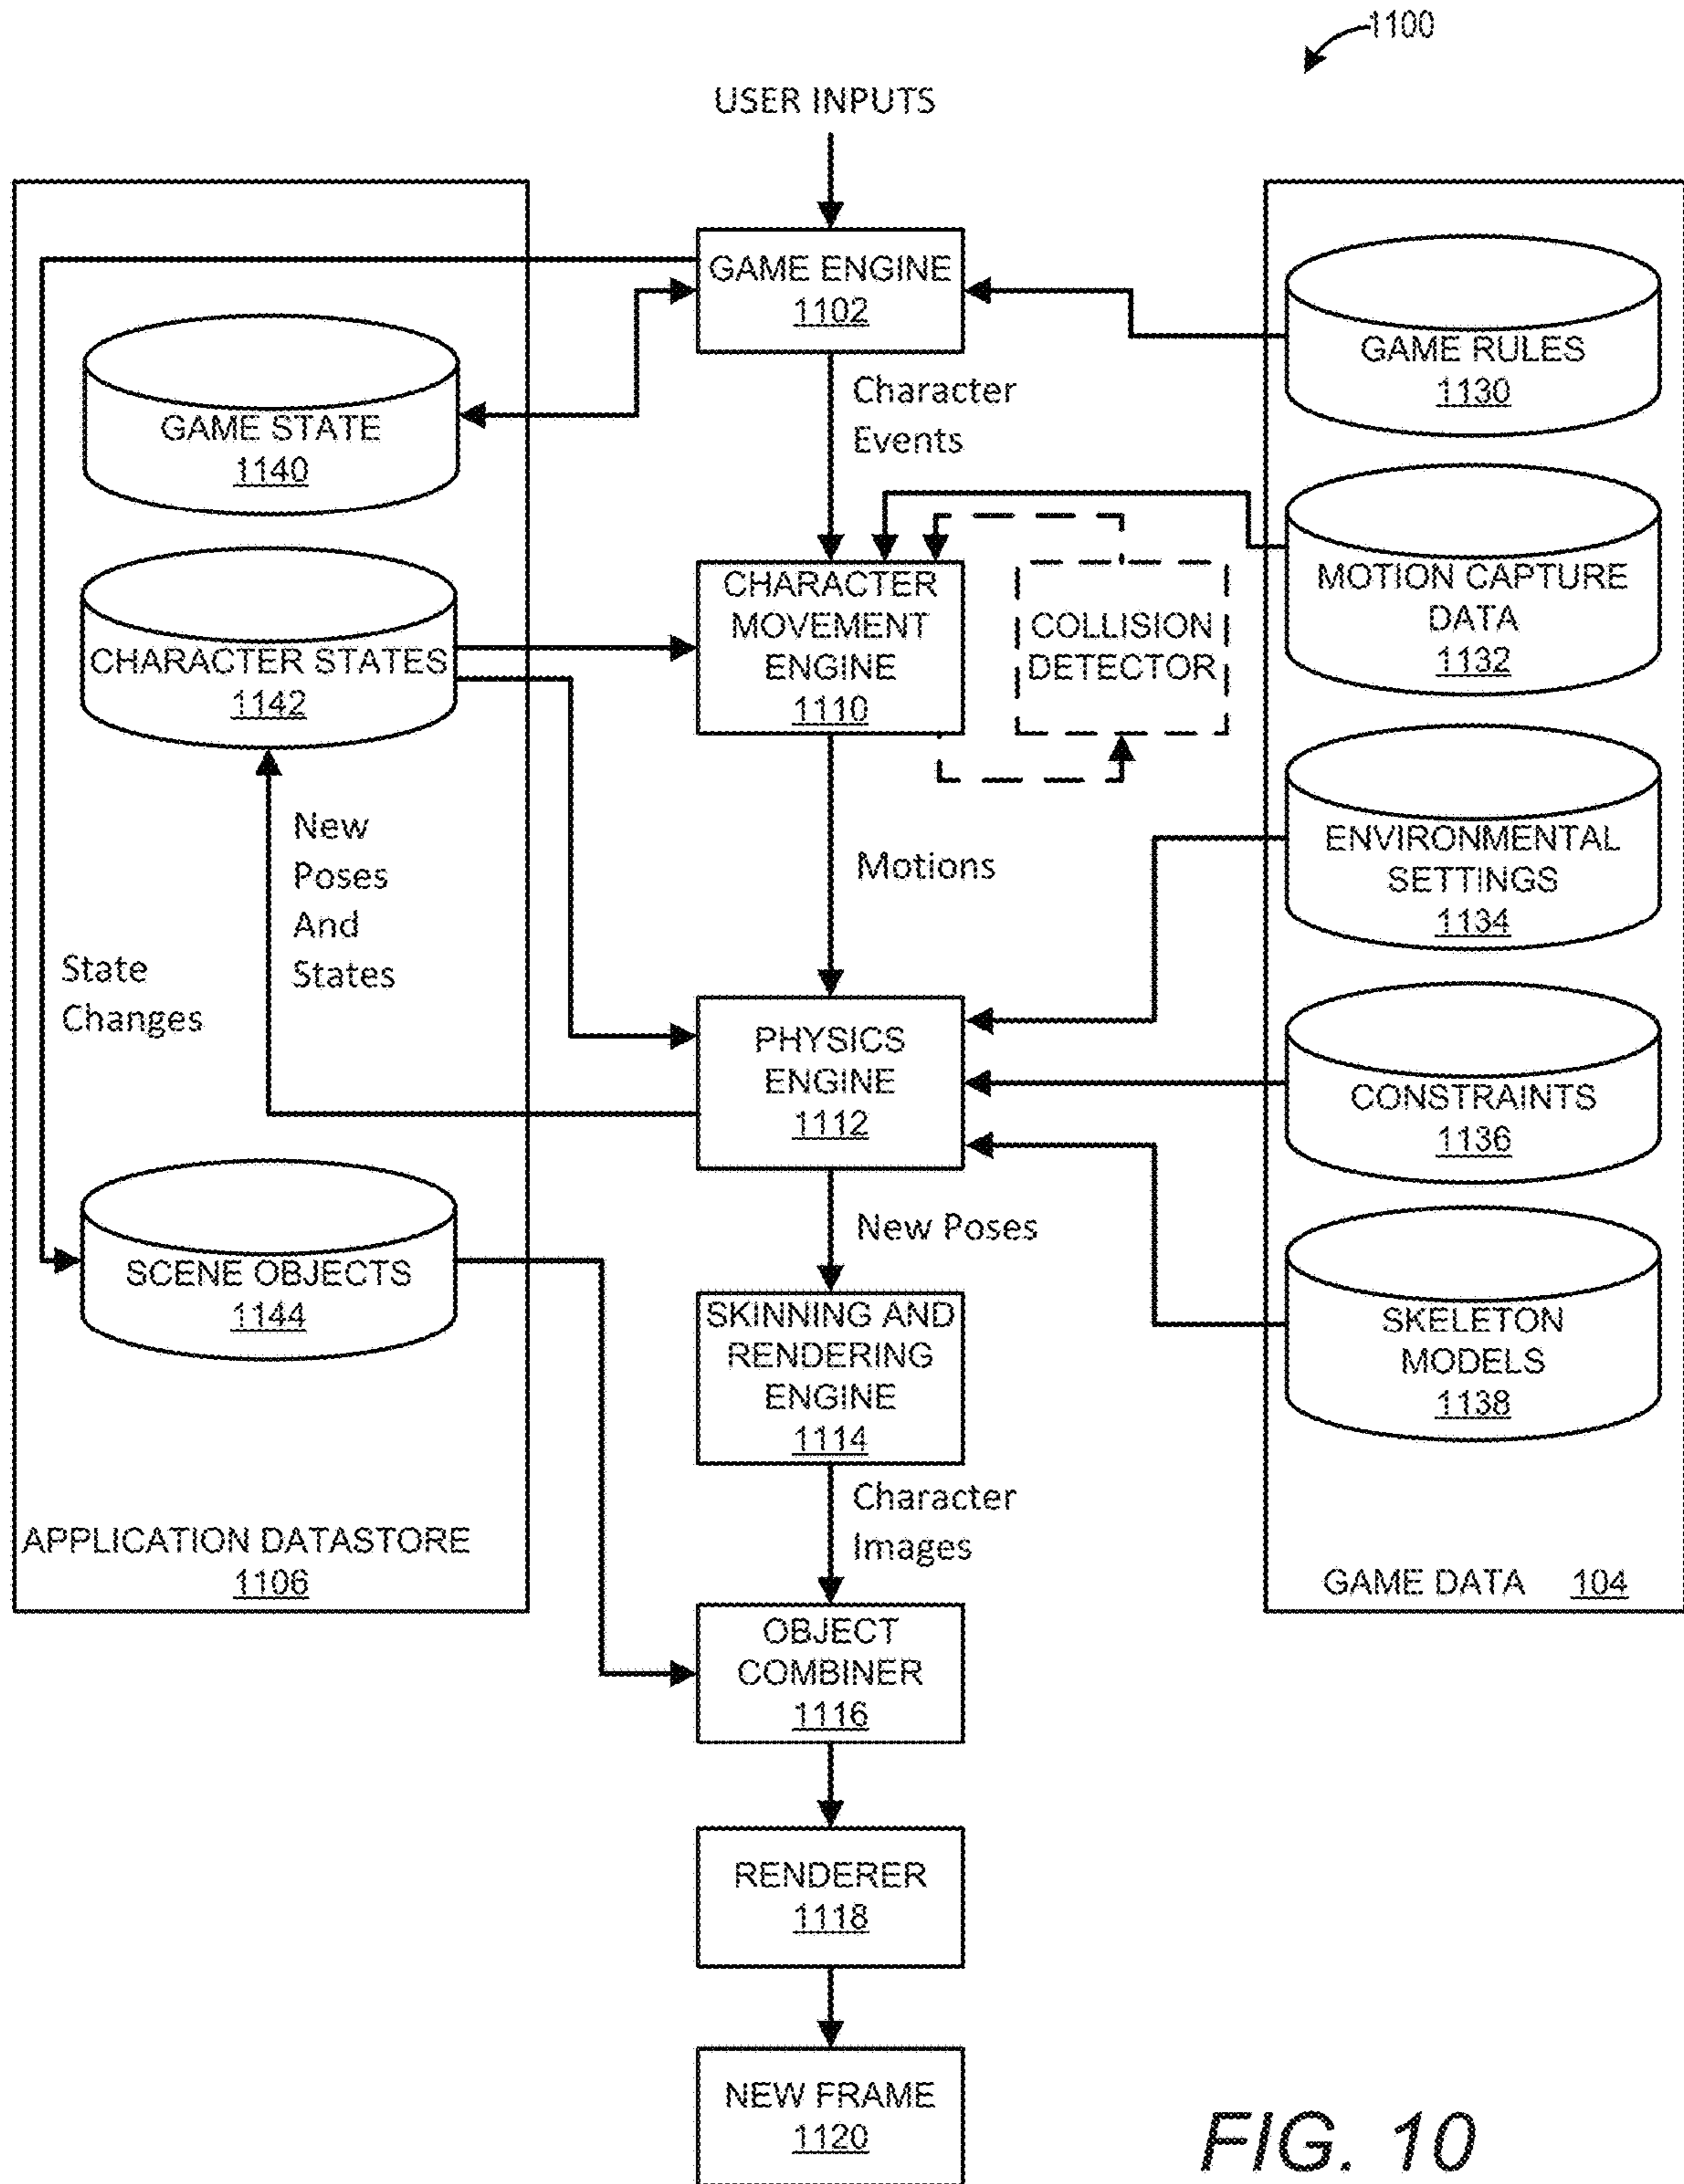 1100
USER INPUTS
GAME ENGINE
1102
GAME RULES
1130
Character
Events
GAME STATE
1140
CHARACTER
MOVEMENT
ENGINE
1110
COLLISION
DETECTOR
MOTION CAPTURE
DATA
1132
CHARACTER STATES
1142
New
Poses
And
States
Motions
ENVIRONMENTAL
SETTINGS
1134
State
Changes
PHYSICS
ENGINE
1112
CONSTRAINTS
1136
New Poses
SCENE OBJECTS
1144
SKINNING AND
RENDERING
ENGINE
1114
SKELETON
MODELS
1138
Character
Images
APPLICATION DATASTORE
1106
GAME DATA 104
OBJECT
COMBINER
1116
RENDERER
1118
NEW FRAME
1120
FIG. 10